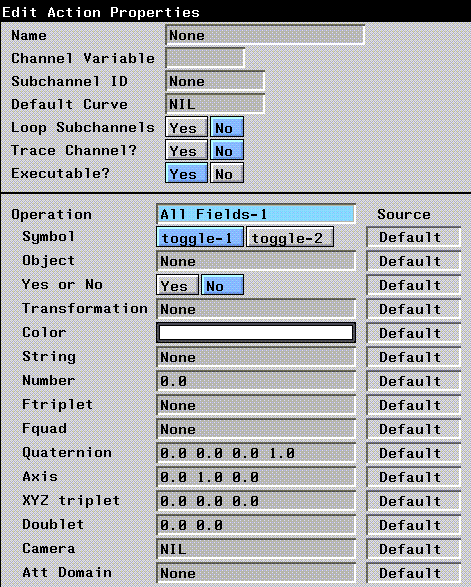 Edit Action Properties
Name None
Channel Variable
Subchannel ID None
Default Curve NIL
Loop Subchannels Yes No
Trace Channel? Yes No
Executable? Yes No
Operation All Fields-1 Source
Symbol toggle-1 toggle-2 Default
Object None Default
Yes or No Yes No Default
Transformation None Default
Color Default
String None Default
Number 0.0 Default
Ftriplet None Default
Fquad None Default
Quaternion 0.0 0.0 0.0 1.0 Default
Axis 0.0 1.0 0.0 Default
XYZ triplet 0.0 0.0 0.0 Default
Doublet 0.0 0.0 Default
Camera NIL Default
Att Domain None Default